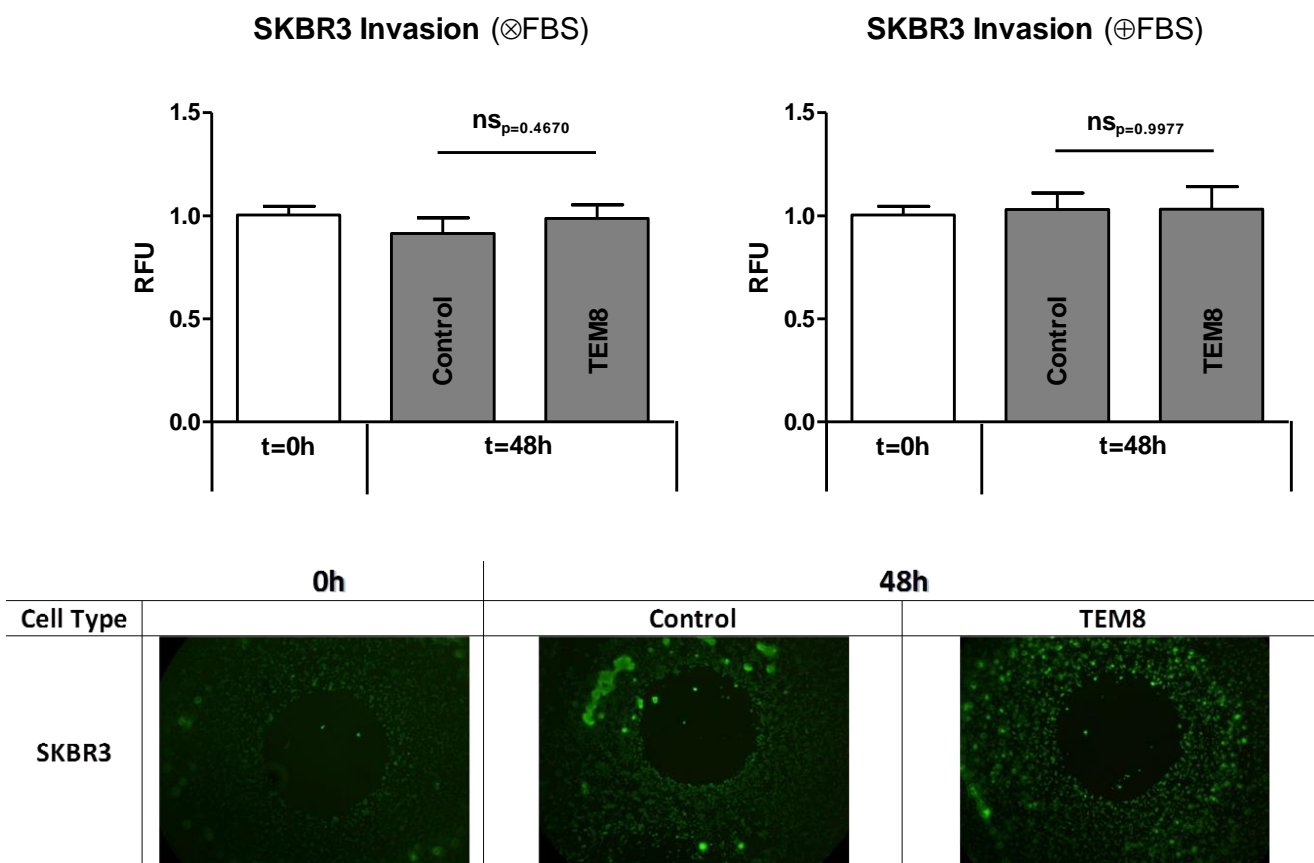 SKBR3 Invasion (⊗FBS)
1.5
1.0
0.5
0.0
RFU
ns p=0.4670
Control
TEM8
t=0h
t=48h
SKBR3 Invasion (⊕FBS)
1.5
1.0
0.5
0.0
RFU
ns p=0.9977
Control
TEM8
t=0h
t=48h
0h 48h
Cell Type Control TEM8
SKBR3